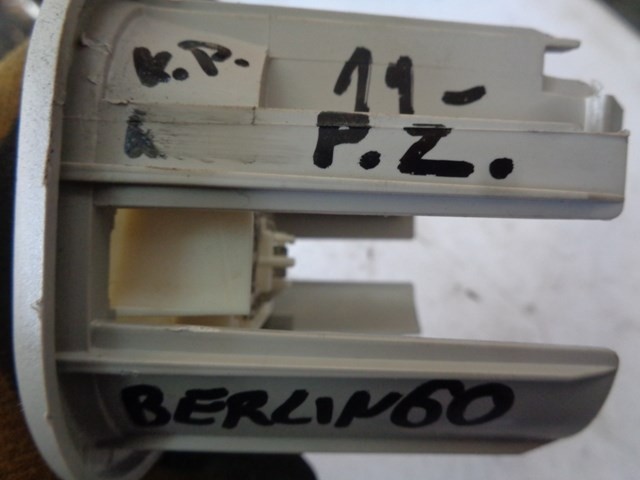 K.P. 11-
K P.Z.
BERLINGO